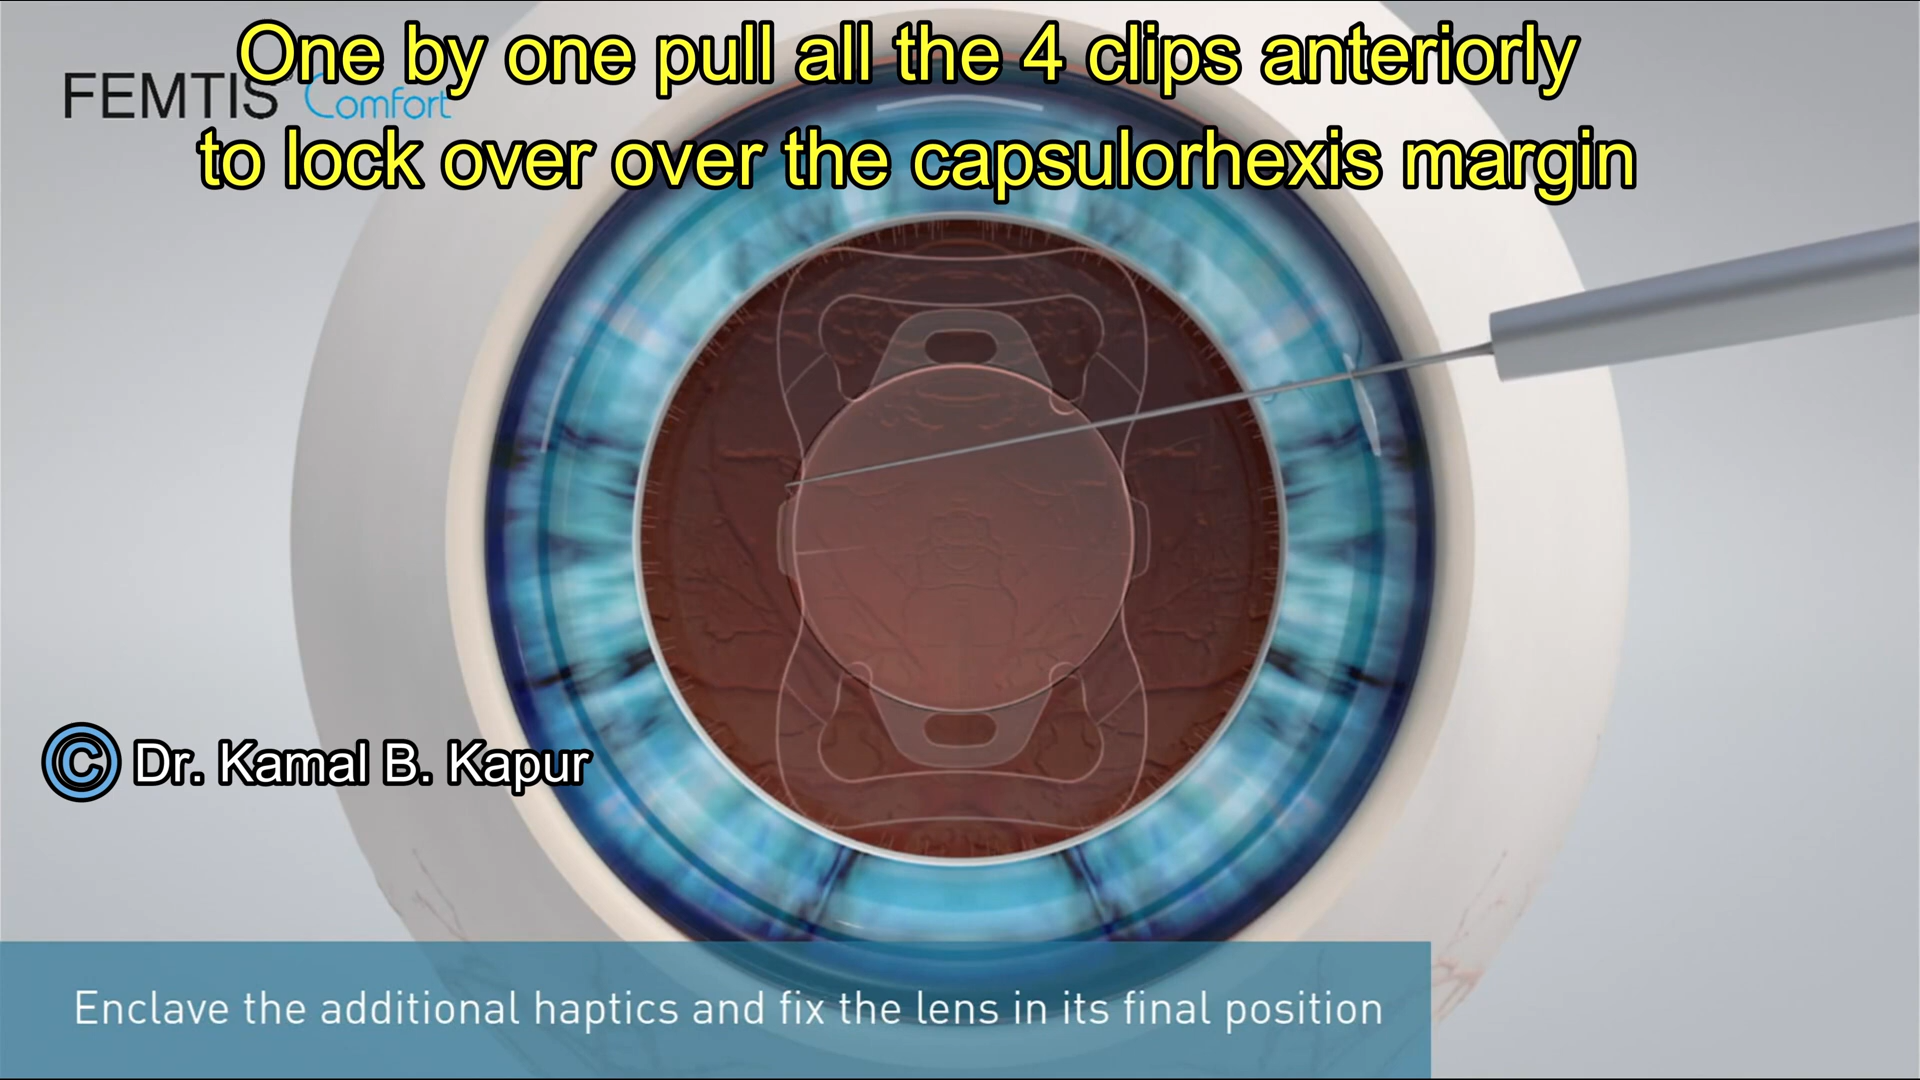 One by one pull all the 4 clips anteriorly
FEMTIS Comfort
to lock over over the capsulorhexis margin
© Dr. Kamal B. Kapur
Enclave the additional haptics and fix the lens in its final position